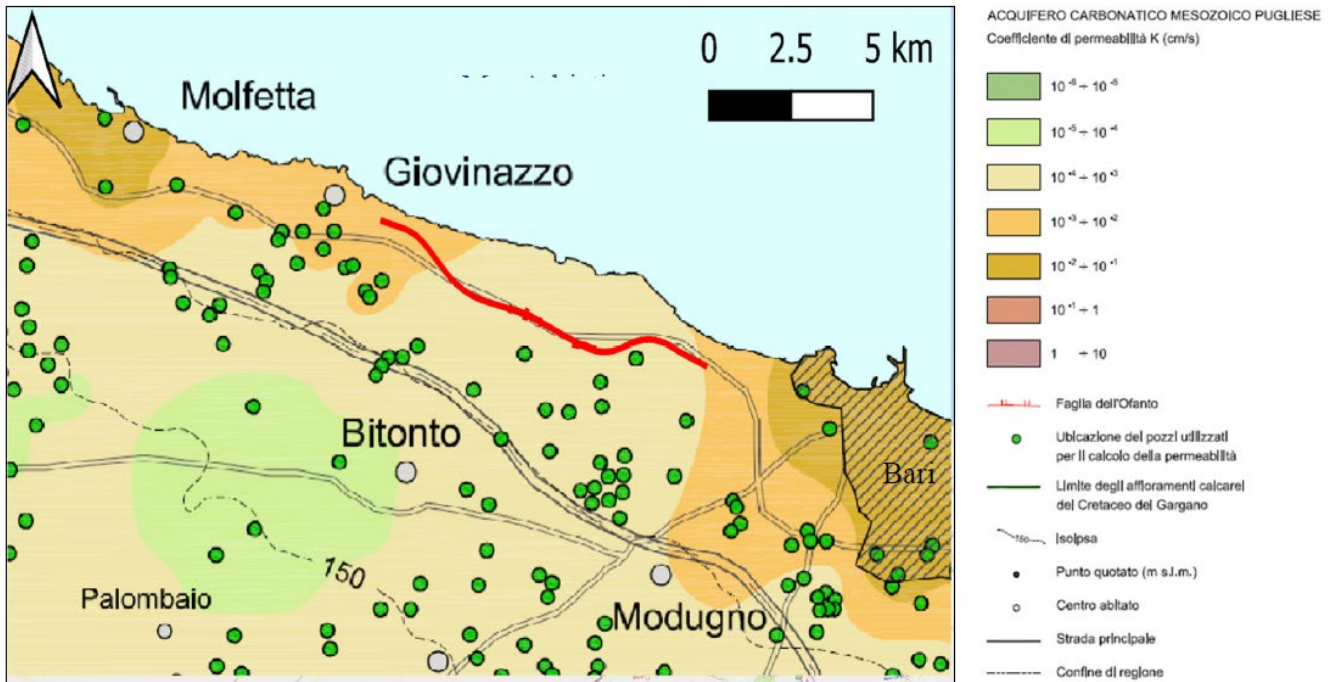 0 2.5 5 km
Molfetta
Giovinazzo
Bitonto
Bari
150
Palombaio
Modugno
ACQUIFERO CARBONATICO MESOZOICO PUGLIESE
Coefficiente di permeabilità K (cm/s)
10⁻⁶ ÷ 10⁻⁵
10⁻⁵ ÷ 10⁻⁴
10⁻⁴ ÷ 10⁻³
10⁻³ ÷ 10⁻²
10⁻² ÷ 10⁻¹
10⁻¹ ÷ 1
1 ÷ 10
Faglia dell'Ofanto
Ubicazione dei pozzi utilizzati
per il calcolo della permeabilità
Limite degli affioramenti calcarei
del Cretaceo del Gargano
150 Isoipsa
Punto quotato (m s.l.m.)
Centro abitato
Strada principale
Confine di regione